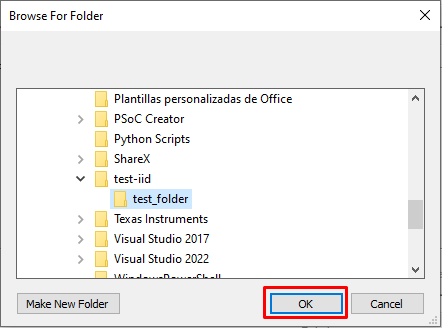 Browse For Folder
Plantillas personalizadas de Office
PSoC Creator
Python Scripts
ShareX
test-iid
test_folder
Texas Instruments
Visual Studio 2017
Visual Studio 2022
WindowsPowerShell
Make New Folder
OK
Cancel